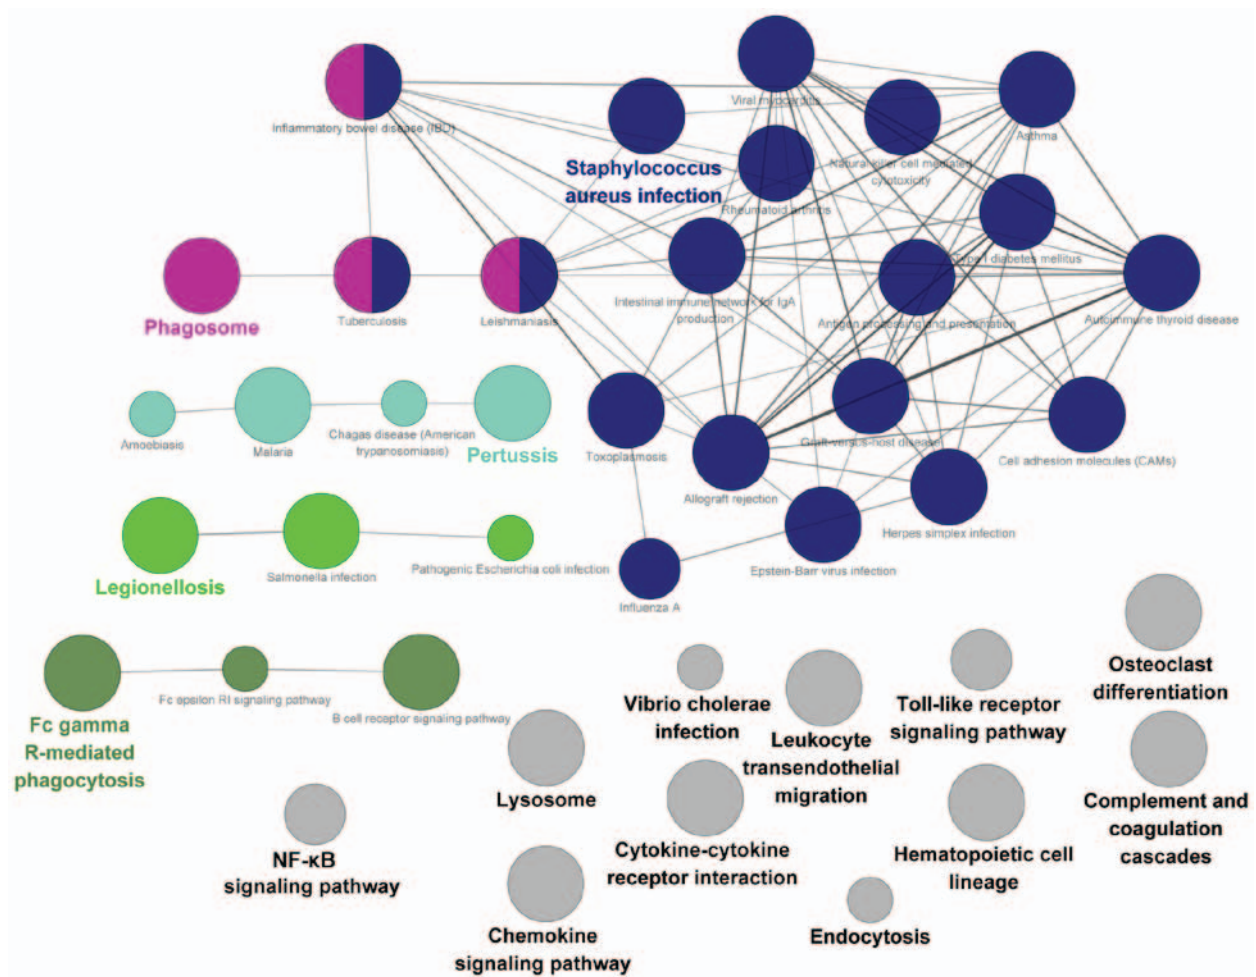 Inflammatory bowel disease (IBD)
Viral myocarditis
Asthma
Staphylococcus
aureus infection
Natural killer cell mediated
cytotoxicity
Rheumatoid arthritis
Type I diabetes mellitus
Phagosome
Tuberculosis
Leishmaniasis
Intestinal immune network for IgA
production
Antigen processing and presentation
Autoimmune thyroid disease
Amoebiasis
Malaria
Chagas disease (American
trypanosomiasis)
Pertussis
Toxoplasmosis
Graft-versus-host disease
Cell adhesion molecules (CAMs)
Allograft rejection
Herpes simplex infection
Legionellosis
Salmonella infection
Pathogenic Escherichia coli infection
Epstein-Barr virus infection
Influenza A
Fc gamma
R-mediated
phagocytosis
Fc epsilon RI signaling pathway
B cell receptor signaling pathway
Vibrio cholerae
infection
Leukocyte
transendothelial
migration
Toll-like receptor
signaling pathway
Osteoclast
differentiation
Lysosome
NF-κB
signaling pathway
Cytokine-cytokine
receptor interaction
Hematopoietic cell
lineage
Complement and
coagulation
cascades
Chemokine
signaling pathway
Endocytosis